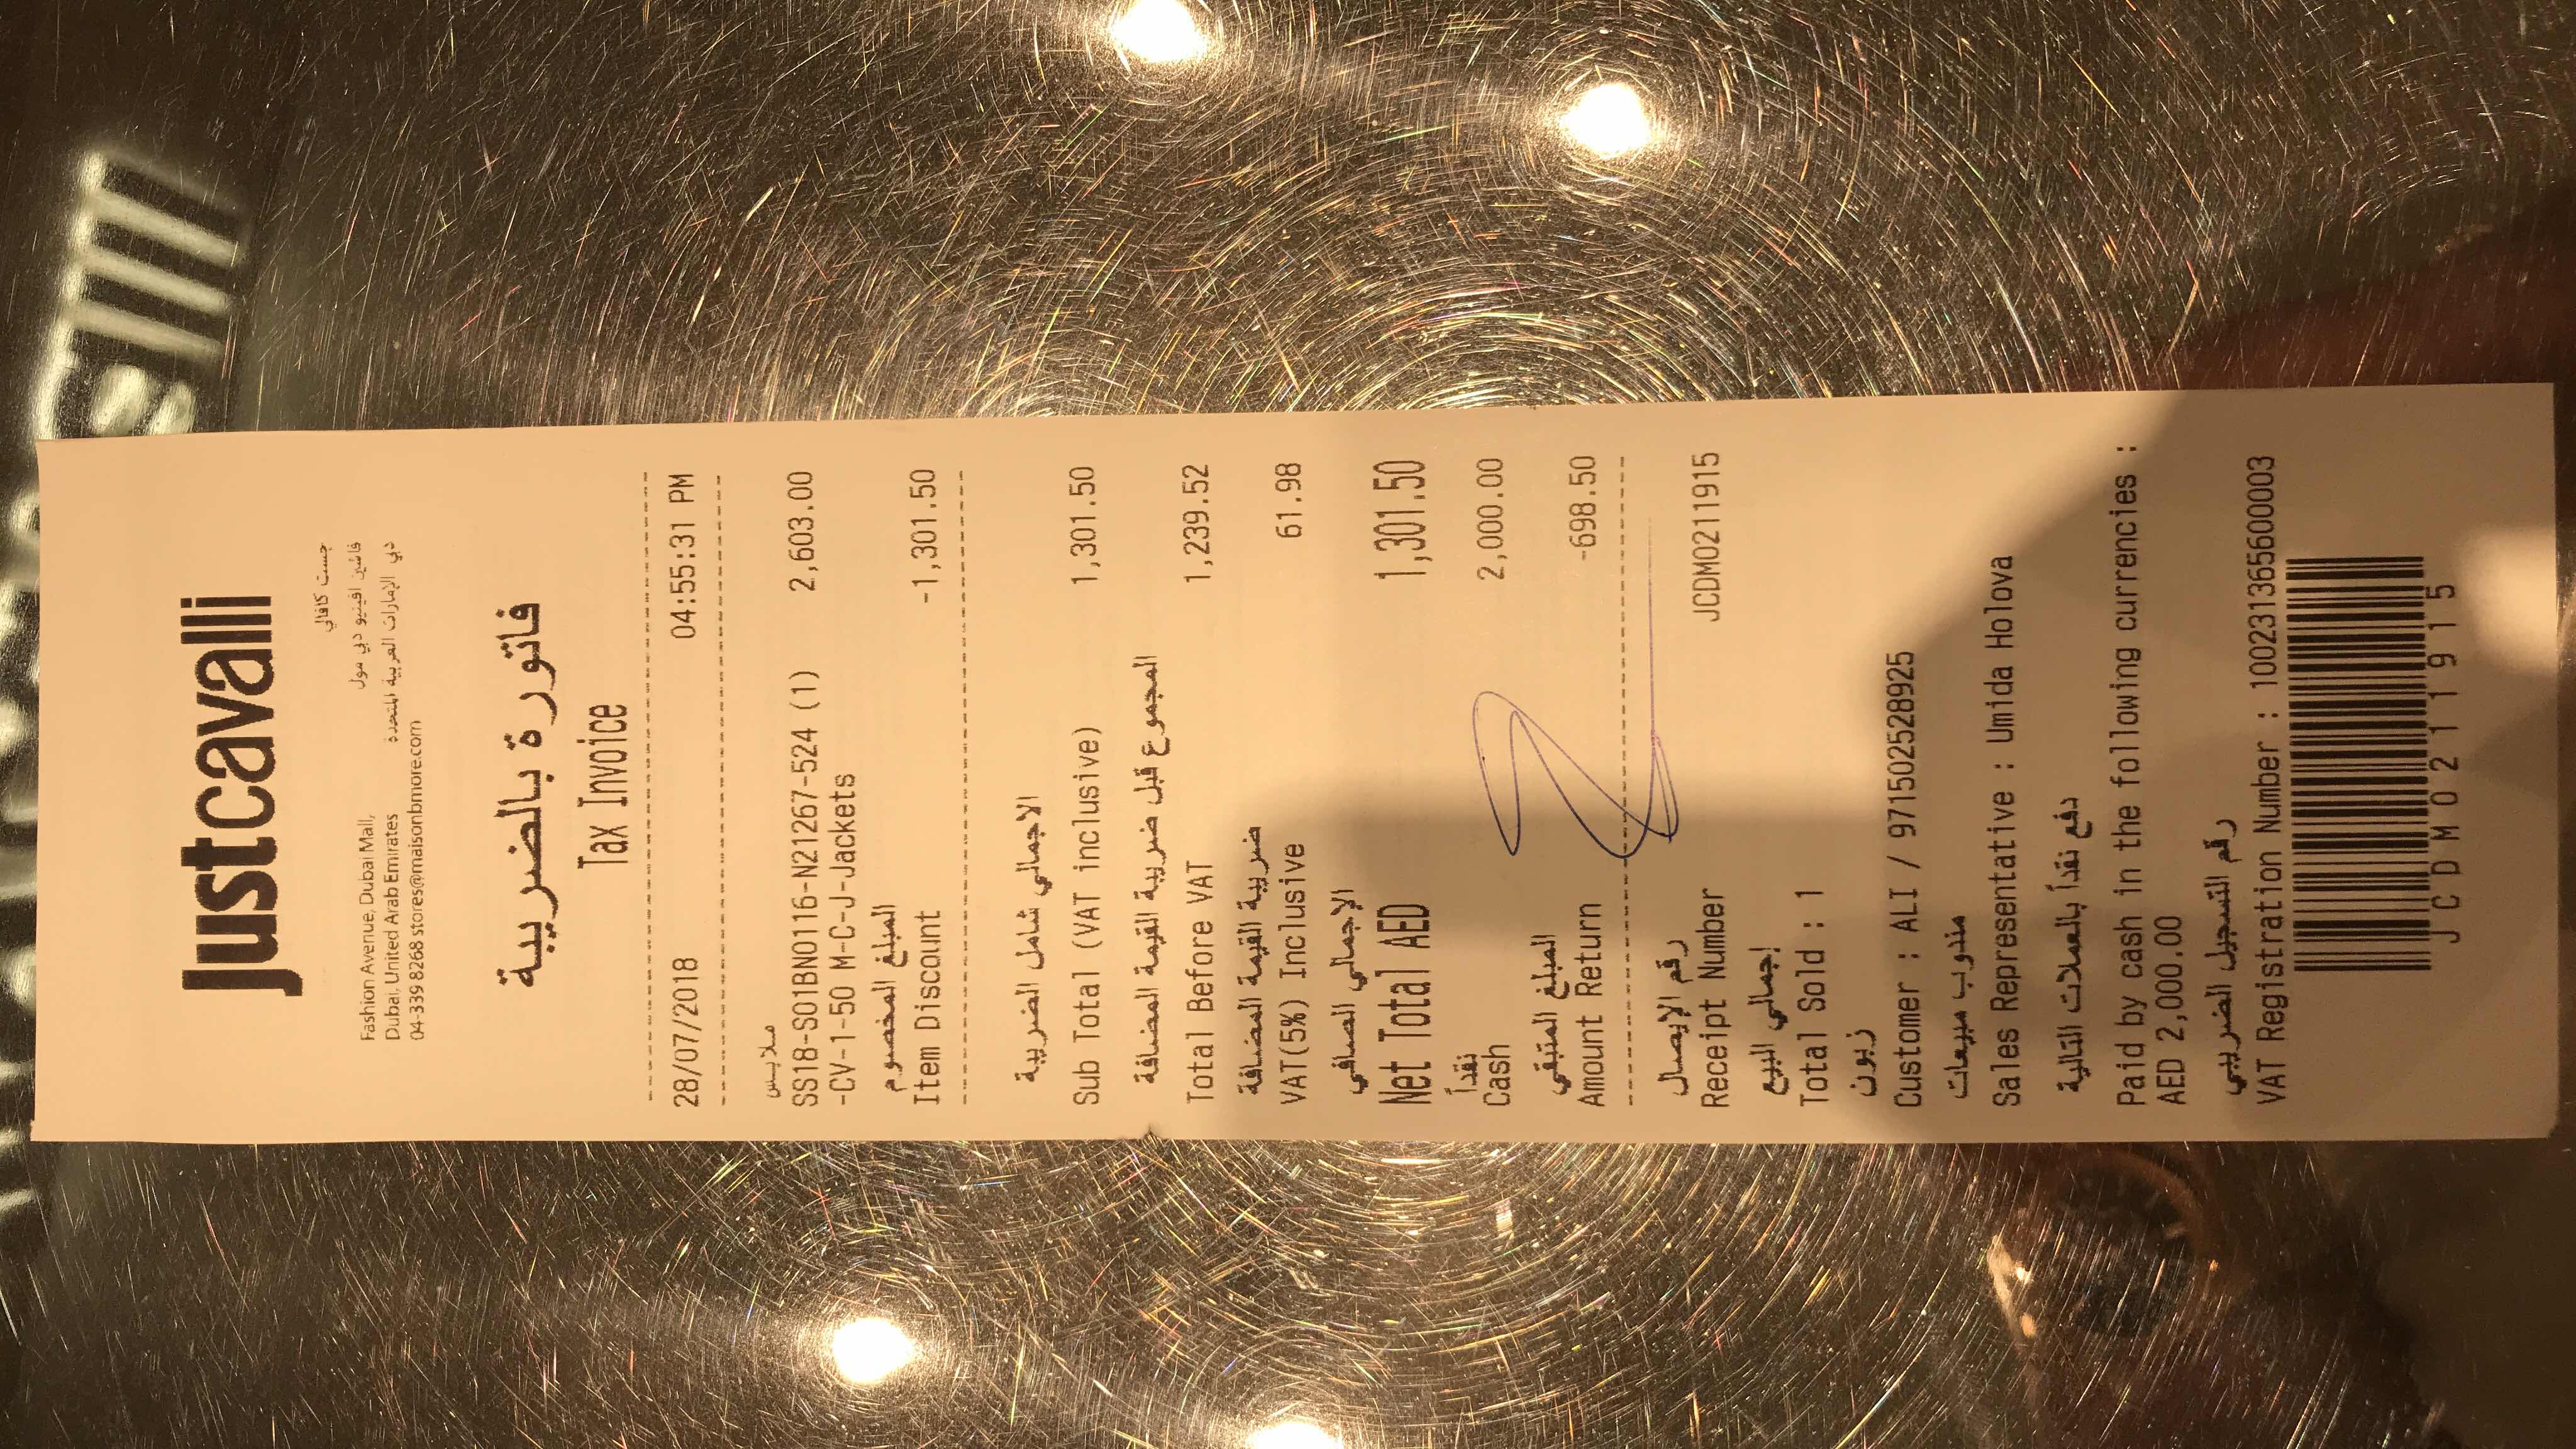 justcavalli
جست كافالي
فاشين افينيو دبي مول
دبي الإمارات العربية المتحدة
Fashion Avenue, Dubai Mall,
Dubai, United Arab Emirates
04-339 8268 stores@maisonbmore.com
فاتورة بالضريبة
Tax Invoice
28/07/2018 04:55:31 PM
ملابس
SS18-S01BN0116-N21267-524 (1) 2,603.00
-CV-1-50 M-C-J-Jackets
المبلغ المخصوم
Item Discount -1,301.50
الاجمالي شامل الضريبة
Sub Total (VAT inclusive) 1,301.50
المجموع قبل ضريبة القيمة المضافة
Total Before VAT 1,239.52
ضريبة القيمة المضافة
VAT(5%) Inclusive 61.98
الإجمالي الصافي
Net Total AED 1,301.50
نقداً
Cash 2,000.00
المبلغ المتبقي
Amount Return -698.50
رقم الإيصال
Receipt Number JCDM0211915
إجمالي البيع
Total Sold : 1
زبون
Customer : ALI / 971502528925
مندوب مبيعات
Sales Representative : Umida Holova
دفع نقداً بالعملات التالية
Paid by cash in the following currencies :
AED 2,000.00
رقم التسجيل الضريبي
VAT Registration Number : 100231365600003
JCDM0211915